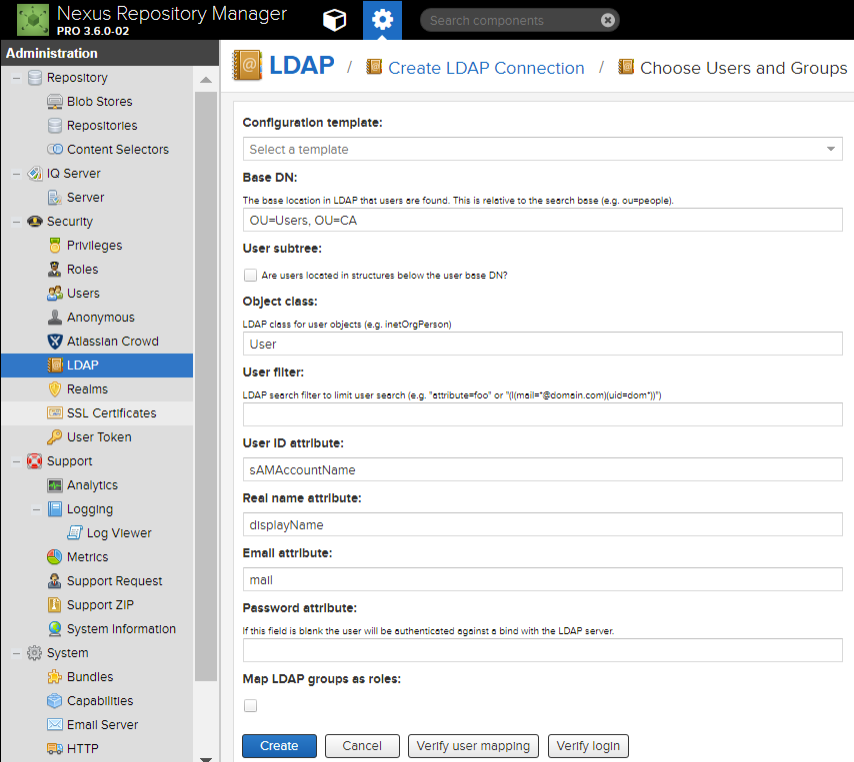 Nexus Repository Manager
PRO 3.6.0-02
Search components
Administration
Repository
Blob Stores
Repositories
Content Selectors
IQ Server
Server
Security
Privileges
Roles
Users
Anonymous
Atlassian Crowd
LDAP
Realms
SSL Certificates
User Token
Support
Analytics
Logging
Log Viewer
Metrics
Support Request
Support ZIP
System Information
System
Bundles
Capabilities
Email Server
HTTP
LDAP / Create LDAP Connection / Choose Users and Groups
Configuration template:
Select a template
Base DN:
The base location in LDAP that users are found. This is relative to the search base (e.g. ou=people).
OU=Users, OU=CA
User subtree:
Are users located in structures below the user base DN?
Object class:
LDAP class for user objects (e.g. inetOrgPerson)
User
User filter:
LDAP search filter to limit user search (e.g. "attribute=foo" or "(|(mail=*@domain.com)(uid=dom*))")
User ID attribute:
sAMAccountName
Real name attribute:
displayName
Email attribute:
mail
Password attribute:
If this field is blank the user will be authenticated against a bind with the LDAP server.
Map LDAP groups as roles:
Create Cancel Verify user mapping Verify login